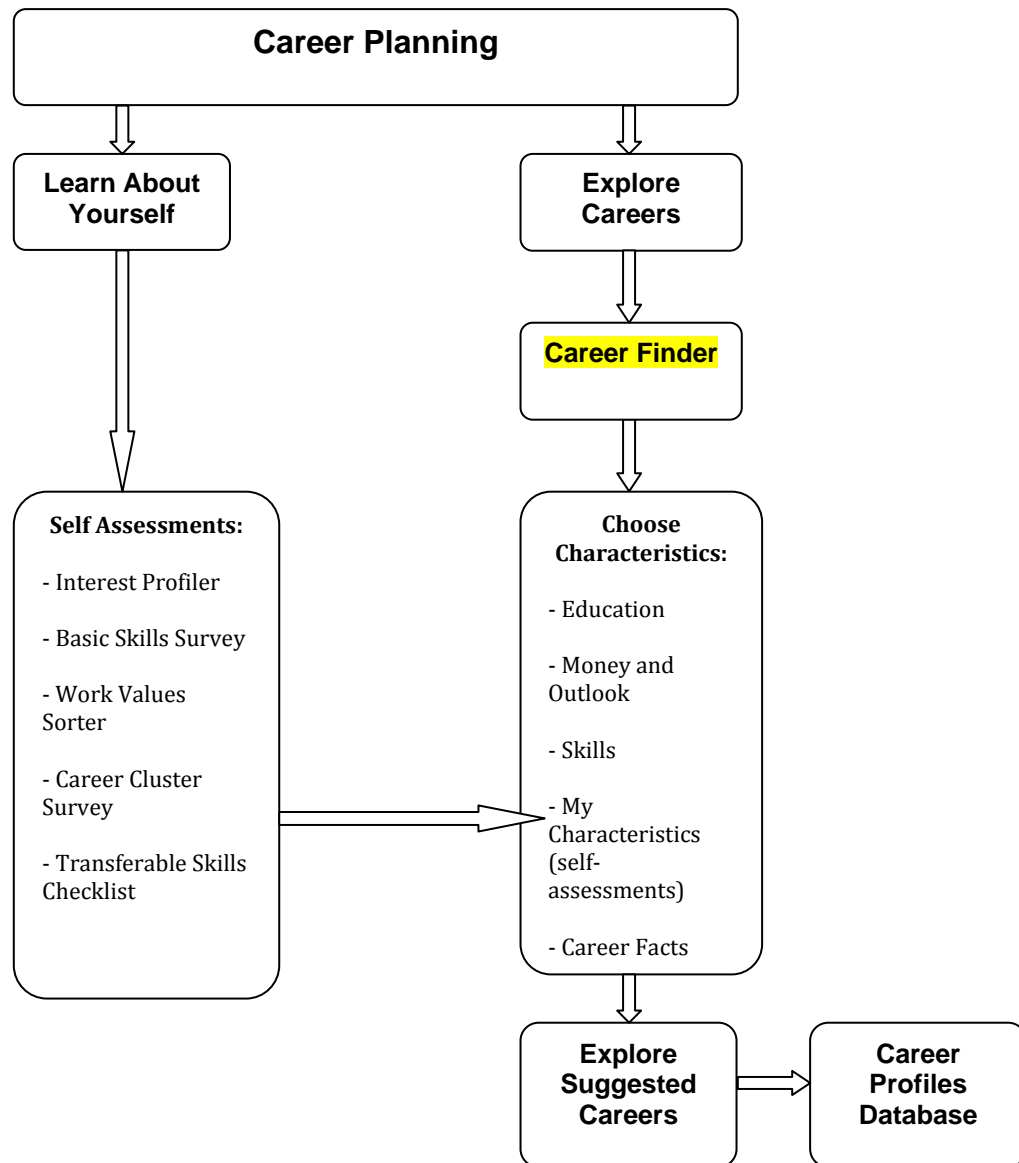 Career Planning
Learn About
Yourself
Explore
Careers
Career Finder
Self Assessments:
- Interest Profiler
- Basic Skills Survey
- Work Values
Sorter
- Career Cluster
Survey
- Transferable Skills
Checklist
Choose
Characteristics:
- Education
- Money and
Outlook
- Skills
- My
Characteristics
(self-
assessments)
- Career Facts
Explore
Suggested
Careers
Career
Profiles
Database